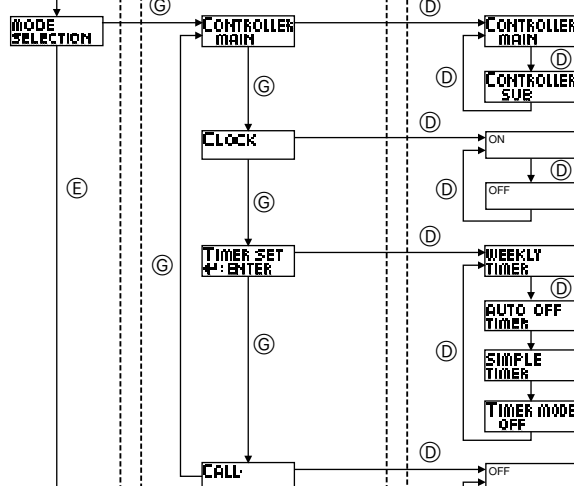 G
D
MODE
SELECTION
CONTROLLER
MAIN
CONTROLLER
MAIN
D
D
CONTROLLER
SUB
G
D
CLOCK
ON
D
D
OFF
E
G
D
G
TIMER SET
↵: ENTER
WEEKLY
TIMER
D
AUTO OFF
TIMER
G
D
SIMPLE
TIMER
TIMER MODE
OFF
D
CALL.
OFF